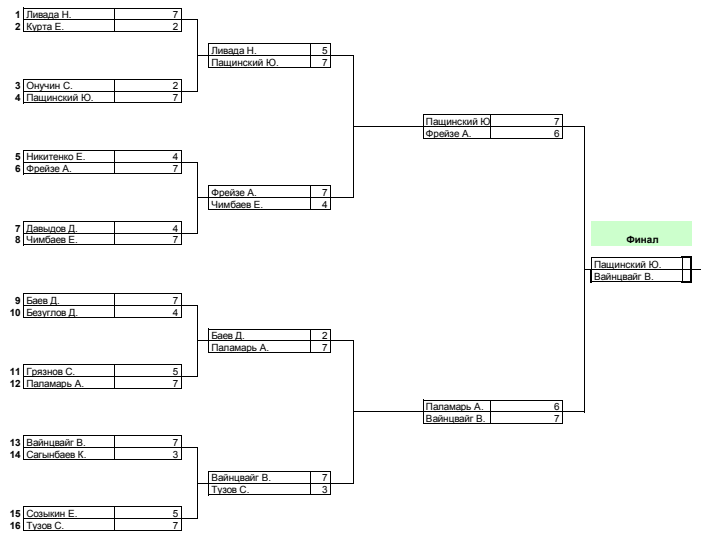 1 Ливада Н. 7
2 Курта Е. 2
Ливада Н. 5
Пащинский Ю. 7
3 Онучин С. 2
4 Пащинский Ю. 7
Пащинский Ю 7
Фрейзе А. 6
5 Никитенко Е. 4
6 Фрейзе А. 7
Фрейзе А. 7
Чимбаев Е. 4
7 Давыдов Д. 4
8 Чимбаев Е. 7
Финал
Пащинский Ю.
Вайнцвайг В.
9 Баев Д. 7
10 Безуглов Д. 4
Баев Д. 2
Паламарь А. 7
11 Грязнов С. 5
12 Паламарь А. 7
Паламарь А. 6
Вайнцвайг В. 7
13 Вайнцвайг В. 7
14 Сагынбаев К. 3
Вайнцвайг В. 7
Тузов С. 3
15 Созыкин Е. 5
16 Тузов С. 7